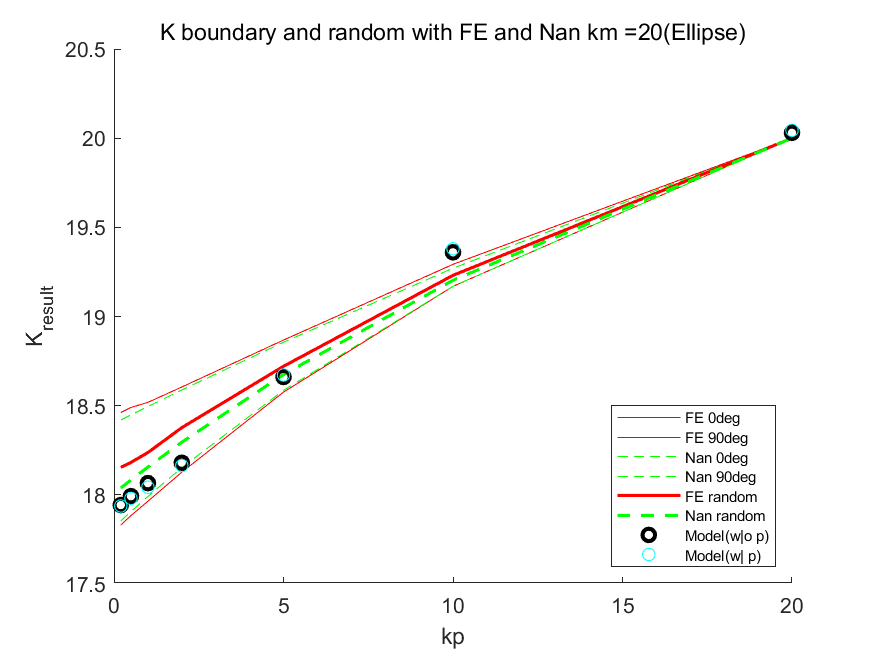 K boundary and random with FE and Nan km =20(Ellipse)
20.5
20
19.5
19
18.5
18
17.5
K_result
0
5
10
15
20
kp
FE 0deg
FE 90deg
Nan 0deg
Nan 90deg
FE random
Nan random
Model(w|o p)
Model(w| p)